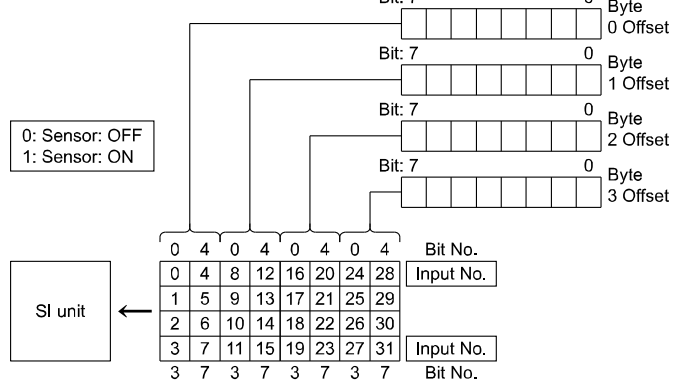 Bit: 7 0 Byte
0 Offset
Bit: 7 0 Byte
1 Offset
Bit: 7 0 Byte
2 Offset
Bit: 7 0 Byte
3 Offset
0: Sensor: OFF
1: Sensor: ON
0 4 0 4 0 4 0 4 Bit No.
0 4 8 12 16 20 24 28 Input No.
1 5 9 13 17 21 25 29
SI unit
2 6 10 14 18 22 26 30
3 7 11 15 19 23 27 31 Input No.
3 7 3 7 3 7 3 7 Bit No.